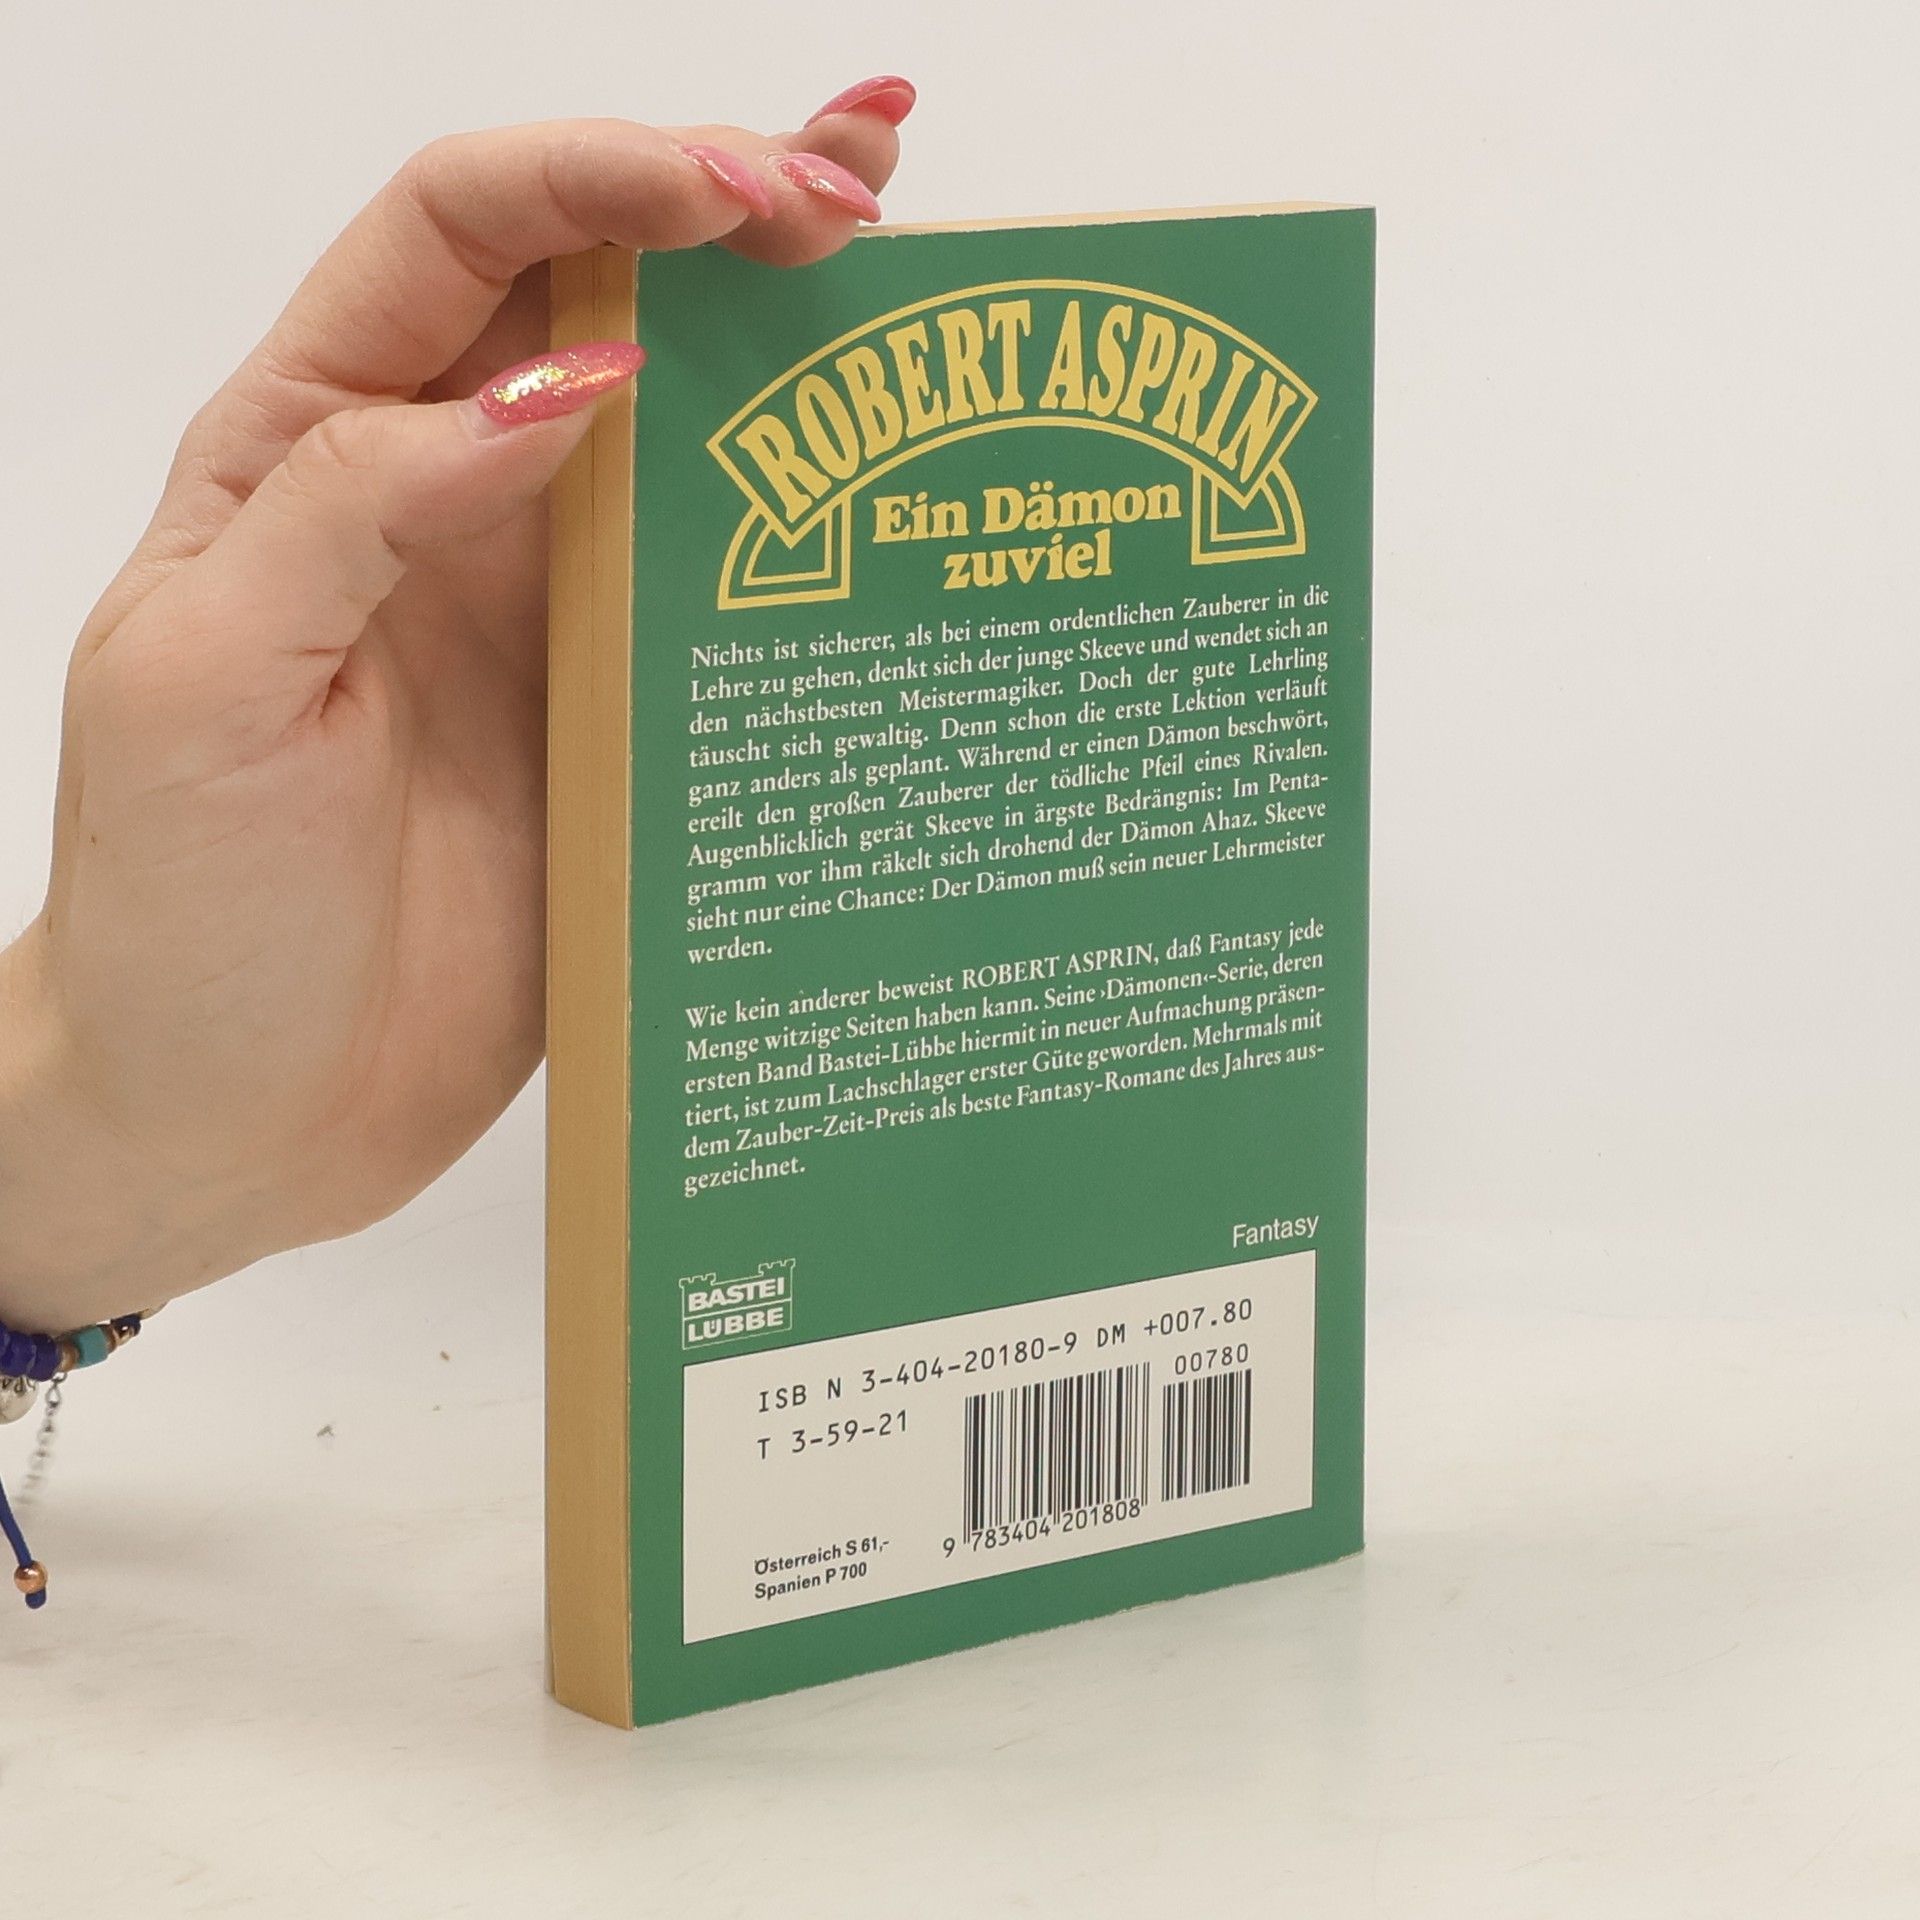 ROBERT ASPRIN
Ein Dämon
zuviel
Nichts ist sicherer, als bei einem ordentlichen Zauberer in die
Lehre zu gehen, denkt sich der junge Skeeve und wendet sich an
den nächstbesten Meistermagiker. Doch der gute Lehrling
täuscht sich gewaltig. Denn schon die erste Lektion verläuft
ganz anders als geplant. Während er einen Dämon beschwört,
ereilt den großen Zauberer der tödliche Pfeil eines Rivalen.
Augenblicklich gerät Skeeve in ärgste Bedrängnis: Im Penta-
gramm vor ihm räkelt sich drohend der Dämon Ahaz. Skeeve
sieht nur eine Chance: Der Dämon muß sein neuer Lehrmeister
werden.
Wie kein anderer beweist ROBERT ASPRIN, daß Fantasy jede
Menge witzige Seiten haben kann. Seine ›Dämonen‹-Serie, deren
ersten Band Bastei-Lübbe hiermit in neuer Aufmachung präsen-
tiert, ist zum Lachschlager erster Güte geworden. Mehrmals mit
dem Zauber-Zeit-Preis als beste Fantasy-Romane des Jahres aus-
gezeichnet.
Fantasy
BASTEI
LÜBBE
ISB N 3-404-20180-9 DM +007.80
T 3-59-21
00780
9 783404 201808
Österreich S 61,-
Spanien P 700